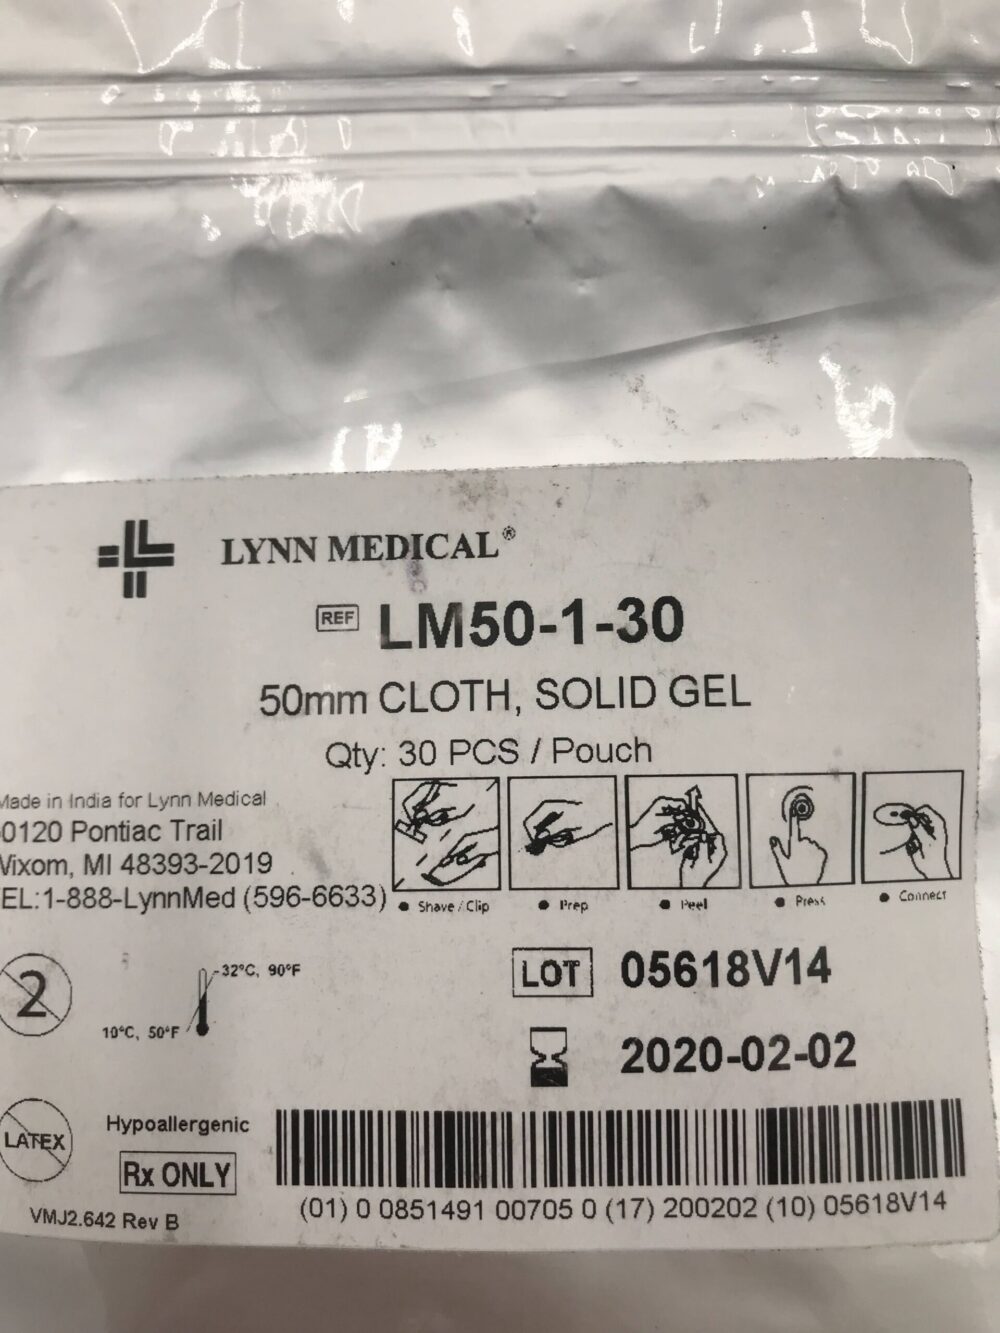 LYNN MEDICAL®
REF LM50-1-30
50mm CLOTH, SOLID GEL
Qty: 30 PCS / Pouch
Made in India for Lynn Medical
0120 Pontiac Trail
Wixom, MI 48393-2019
EL:1-888-LynnMed (596-6633)
• Shave / Clip • Prep • Peel • Press • Connect
2
32°C, 90°F
10°C, 50°F
LOT 05618V14
2020-02-02
LATEX
Hypoallergenic
Rx ONLY
VMJ2.642 Rev B
(01) 0 0851491 00705 0 (17) 200202 (10) 05618V14